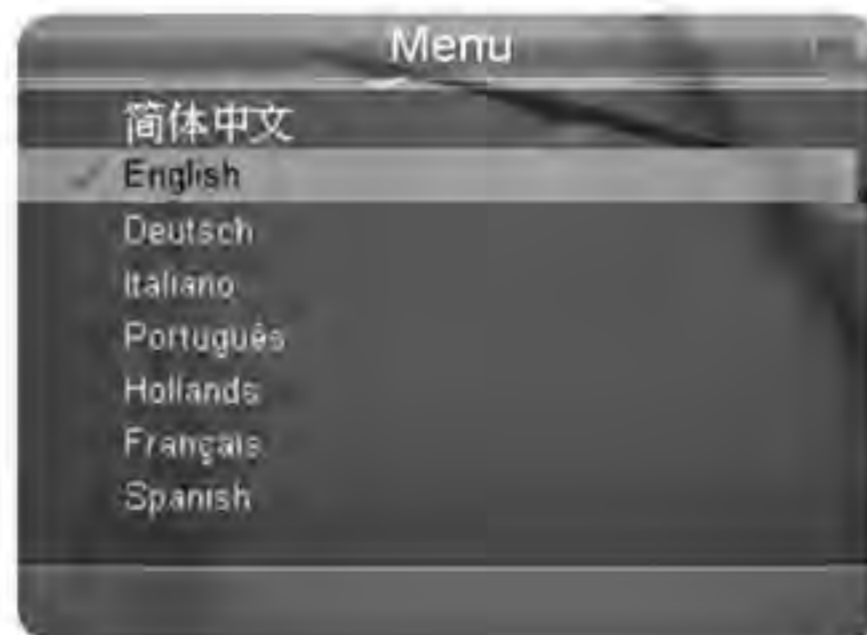 Menu
简体中文
English
Deutsch
Italiano
Português
Hollands
Français
Spanish